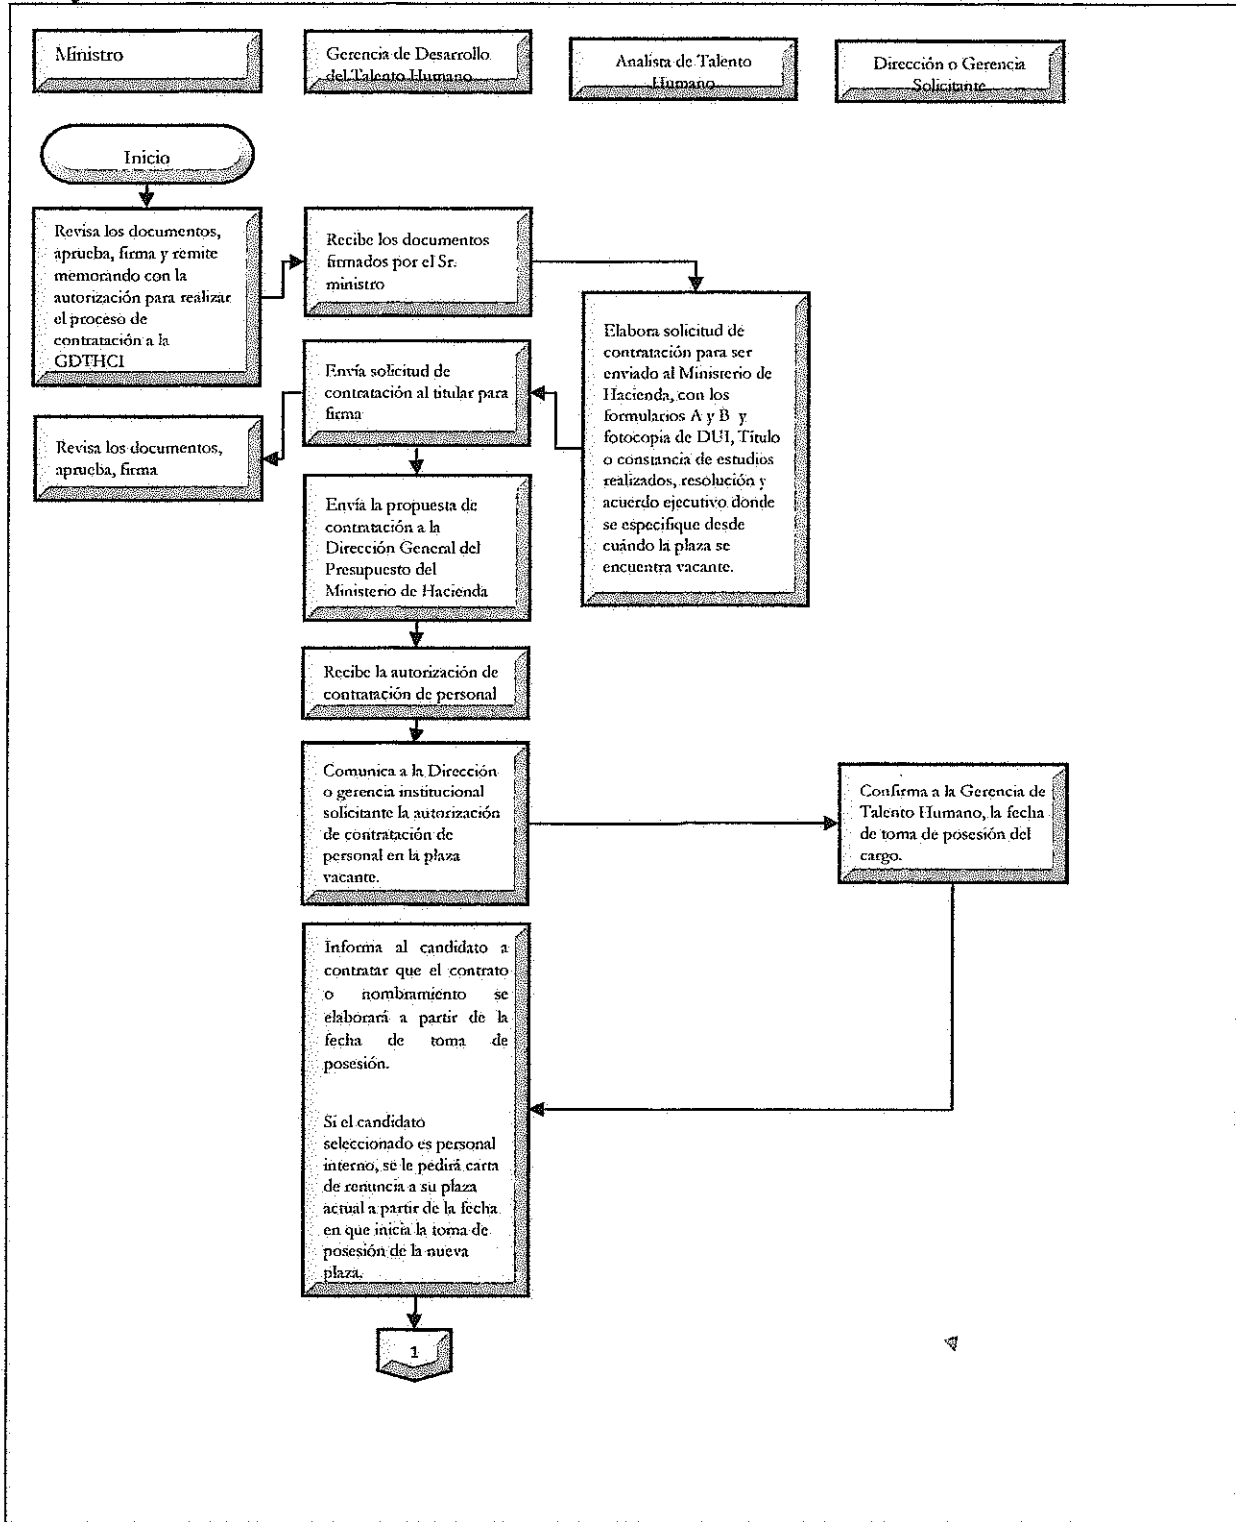 Ministro
Gerencia de Desarrollo
del Talento Humano
Analista de Talento
Humano
Dirección o Gerencia
Solicitante
Inicio
Revisa los documentos,
aprueba, firma y remite
memorando con la
autorización para realizar
el proceso de
contratación a la
GDTHCI
Recibe los documentos
firmados por el Sr.
ministro
Elabora solicitud de
contratación para ser
enviado al Ministerio de
Hacienda, con los
formularios A y B y
fotocopia de DUI, Titulo
o constancia de estudios
realizados, resolución y
acuerdo ejecutivo donde
se especifique desde
cuándo la plaza se
encuentra vacante.
Envía solicitud de
contratación al titular para
firma
Revisa los documentos,
aprueba, firma
Envía la propuesta de
contratación a la
Dirección General del
Presupuesto del
Ministerio de Hacienda
Recibe la autorización de
contratación de personal
Comunica a la Dirección
o gerencia institucional
solicitante la autorización
de contratación de
personal en la plaza
vacante.
Confirma a la Gerencia de
Talento Humano, la fecha
de toma de posesión del
cargo.
Informa al candidato a
contratar que el contrato
o nombramiento se
elaborará a partir de la
fecha de toma de
posesión.
Si el candidato
seleccionado es personal
interno, se le pedirá carta
de renuncia a su plaza
actual a partir de la fecha
en que inicia la toma de
posesión de la nueva
plaza.
1